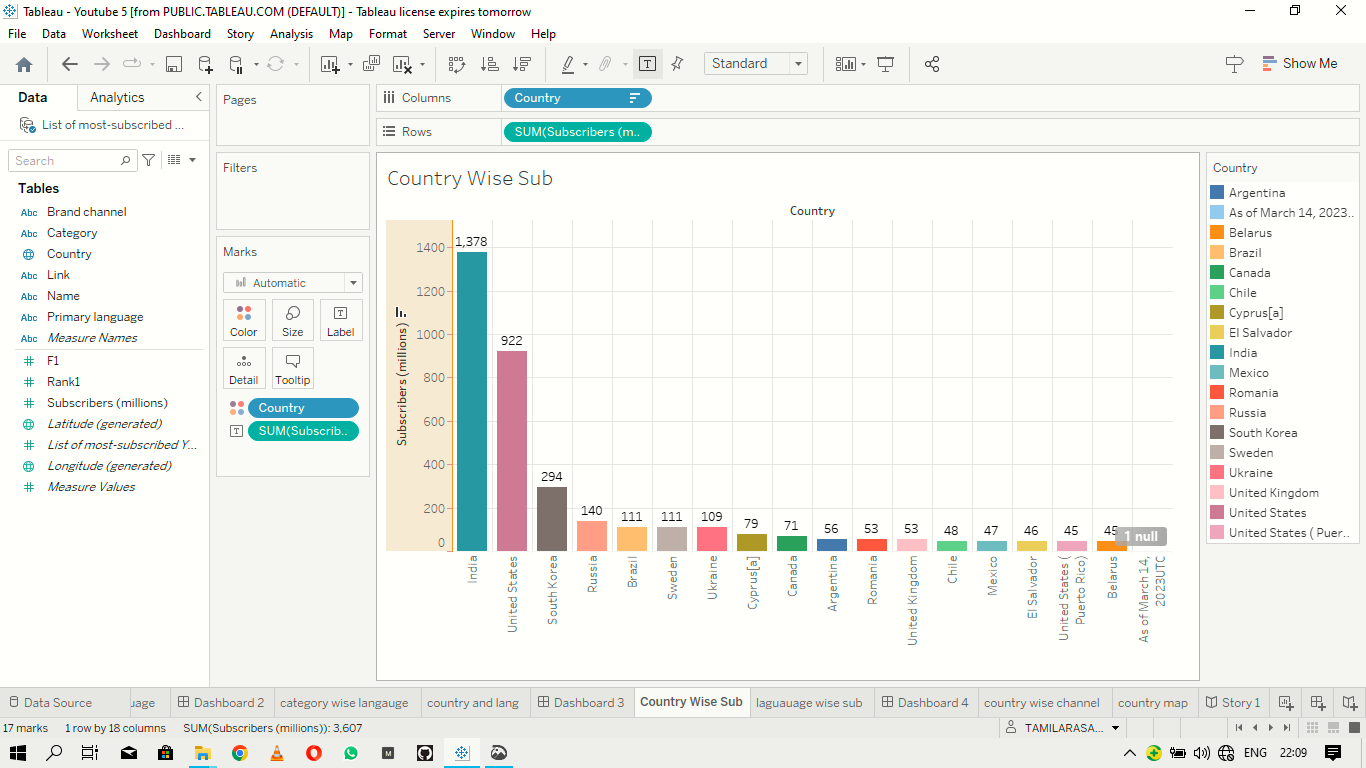 Tableau - Youtube 5 [from PUBLIC.TABLEAU.COM (DEFAULT)] - Tableau license expires tomorrow
File Data Worksheet Dashboard Story Analysis Map Format Server Window Help
Standard
Show Me
Data Analytics
List of most-subscribed ...
Search
Tables
Abc Brand channel
Abc Category
Country
Abc Link
Abc Name
Abc Primary language
Abc Measure Names
F1
Rank1
Subscribers (millions)
Latitude (generated)
List of most-subscribed Y...
Longitude (generated)
Measure Values
Pages
Filters
Marks
Automatic
Color Size Label
Detail Tooltip
Country
SUM(Subscrib..
Columns Country
Rows SUM(Subscribers (m..
Country Wise Sub
Country
Subscribers (millions)
1400
1200
1000
800
600
400
200
0
1,378
922
294
140
111
111
109
79
71
56
53
53
48
47
46
45
45
1 null
India
United States
South Korea
Russia
Brazil
Sweden
Ukraine
Cyprus[a]
Canada
Argentina
Romania
United Kingdom
Chile
Mexico
El Salvador
United States (
Puerto Rico)
Belarus
As of March 14,
2023UTC
Country
Argentina
As of March 14, 2023..
Belarus
Brazil
Canada
Chile
Cyprus[a]
El Salvador
India
Mexico
Romania
Russia
South Korea
Sweden
Ukraine
United Kingdom
United States
United States ( Puer..
Data Source uage Dashboard 2 category wise langauge country and lang Dashboard 3 Country Wise Sub laguauage wise sub Dashboard 4 country wise channel country map Story 1
17 marks 1 row by 18 columns SUM(Subscribers (millions)): 3,607 TAMILARASA...
M ENG 22:09